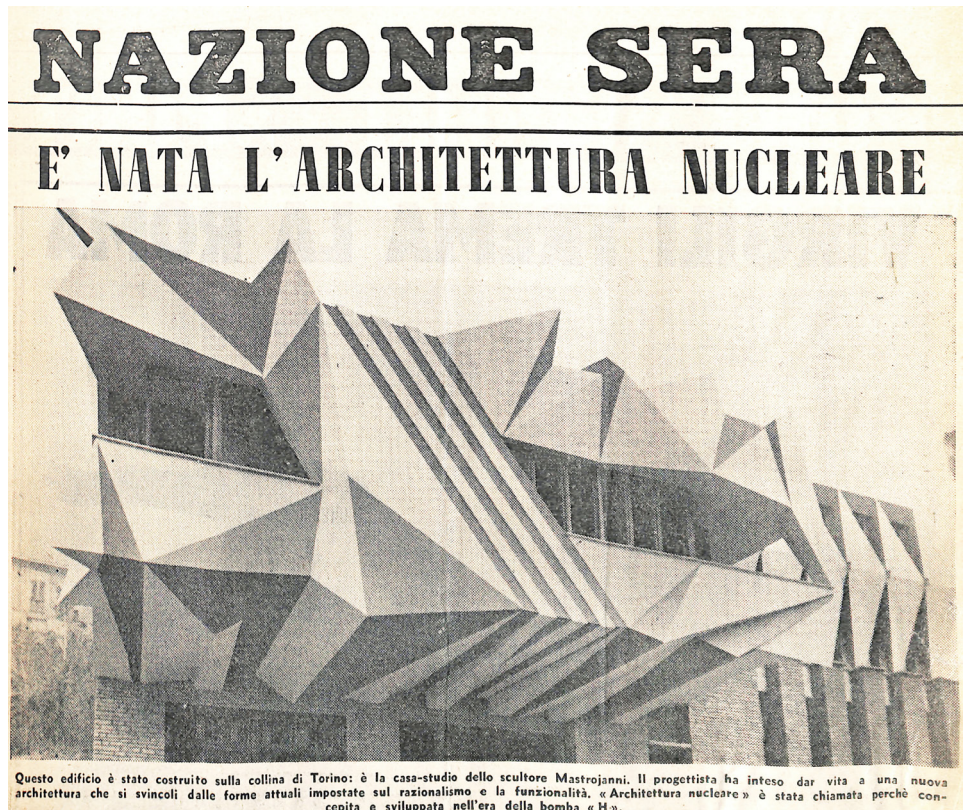 NAZIONE SERA
E' NATA L'ARCHITETTURA NUCLEARE
Questo edificio è stato costruito sulla collina di Torino: è la casa-studio dello scultore Mastrojanni. Il progettista ha inteso dar vita a una nuova
architettura che si svincoli dalle forme attuali impostate sul razionalismo e la funzionalità. «Architettura nucleare» è stata chiamata perchè con-
cepita e sviluppata nell'era della bomba «H».